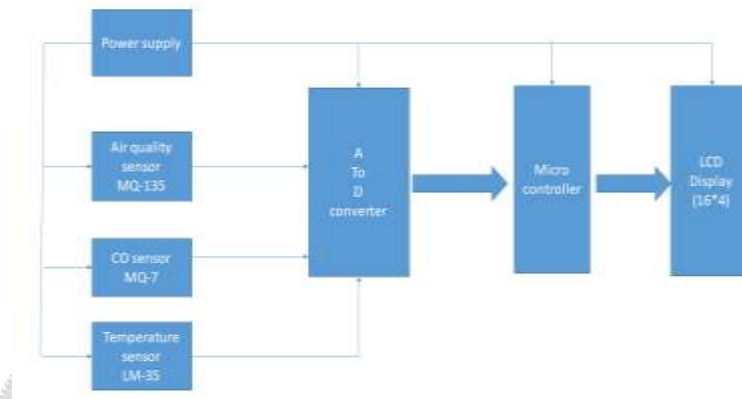 Power supply
Air quality
sensor
MQ-135
CO sensor
MQ-7
Temperature
sensor
LM-35
A
To
D
converter
Micro
controller
LCD
Display
(16*4)